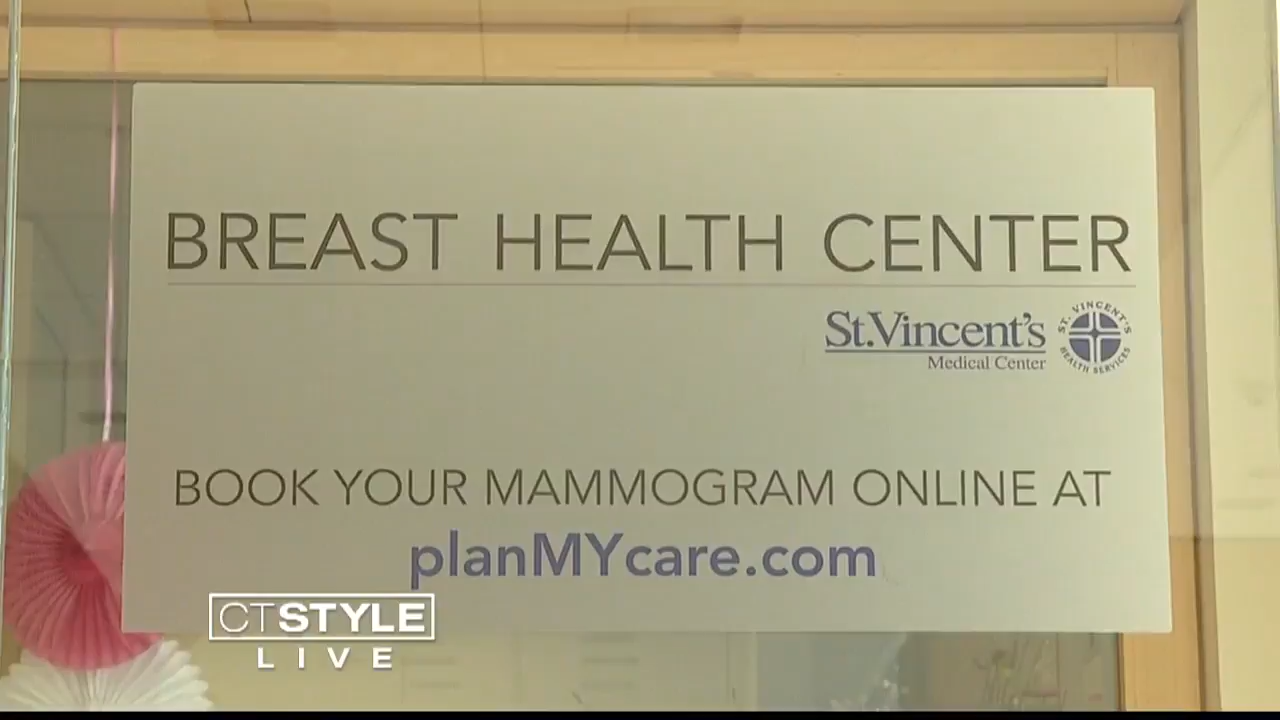 BREAST HEALTH CENTER
St.Vincent's
Medical Center
ST. VINCENT'S
HEALTH SERVICES
BOOK YOUR MAMMOGRAM ONLINE AT
planMYcare.com
CT STYLE
LIVE